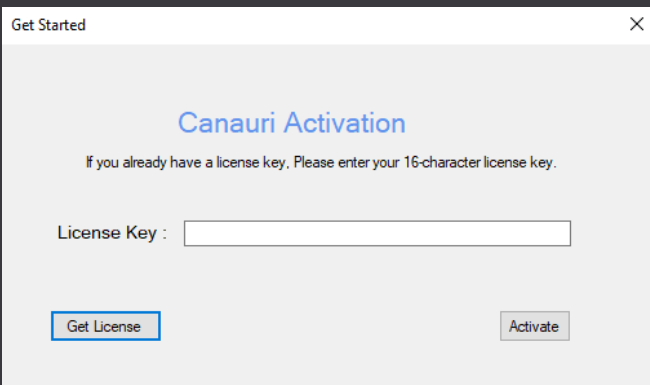 Get Started
Canauri Activation
If you already have a license key, Please enter your 16-character license key.
License Key :
Get License
Activate